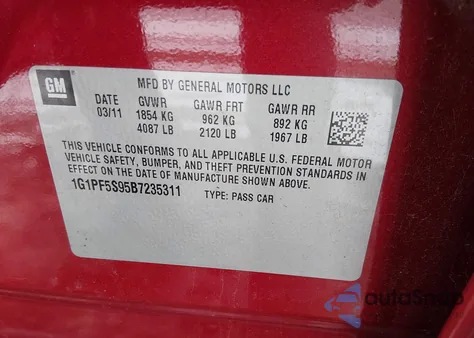 GM
MFD BY GENERAL MOTORS LLC
DATE GVWR GAWR FRT GAWR RR
03/11 1854 KG 962 KG 892 KG
4087 LB 2120 LB 1967 LB
THIS VEHICLE CONFORMS TO ALL APPLICABLE U.S. FEDERAL MOTOR
VEHICLE SAFETY, BUMPER, AND THEFT PREVENTION STANDARDS IN
EFFECT ON THE DATE OF MANUFACTURE SHOWN ABOVE.
1G1PF5S95B7235311 TYPE: PASS CAR
autoSnap